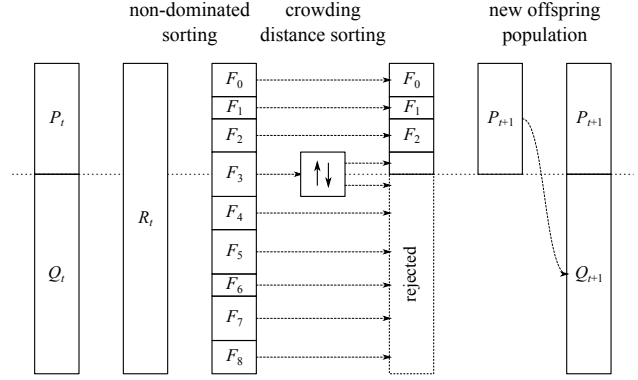 non-dominated
sorting
crowding
distance sorting
new offspring
population
P_t
Q_t
R_t
F_0
F_1
F_2
F_3
F_4
F_5
F_6
F_7
F_8
F_0
F_1
F_2
rejected
P_{t+1}
P_{t+1}
Q_{t+1}